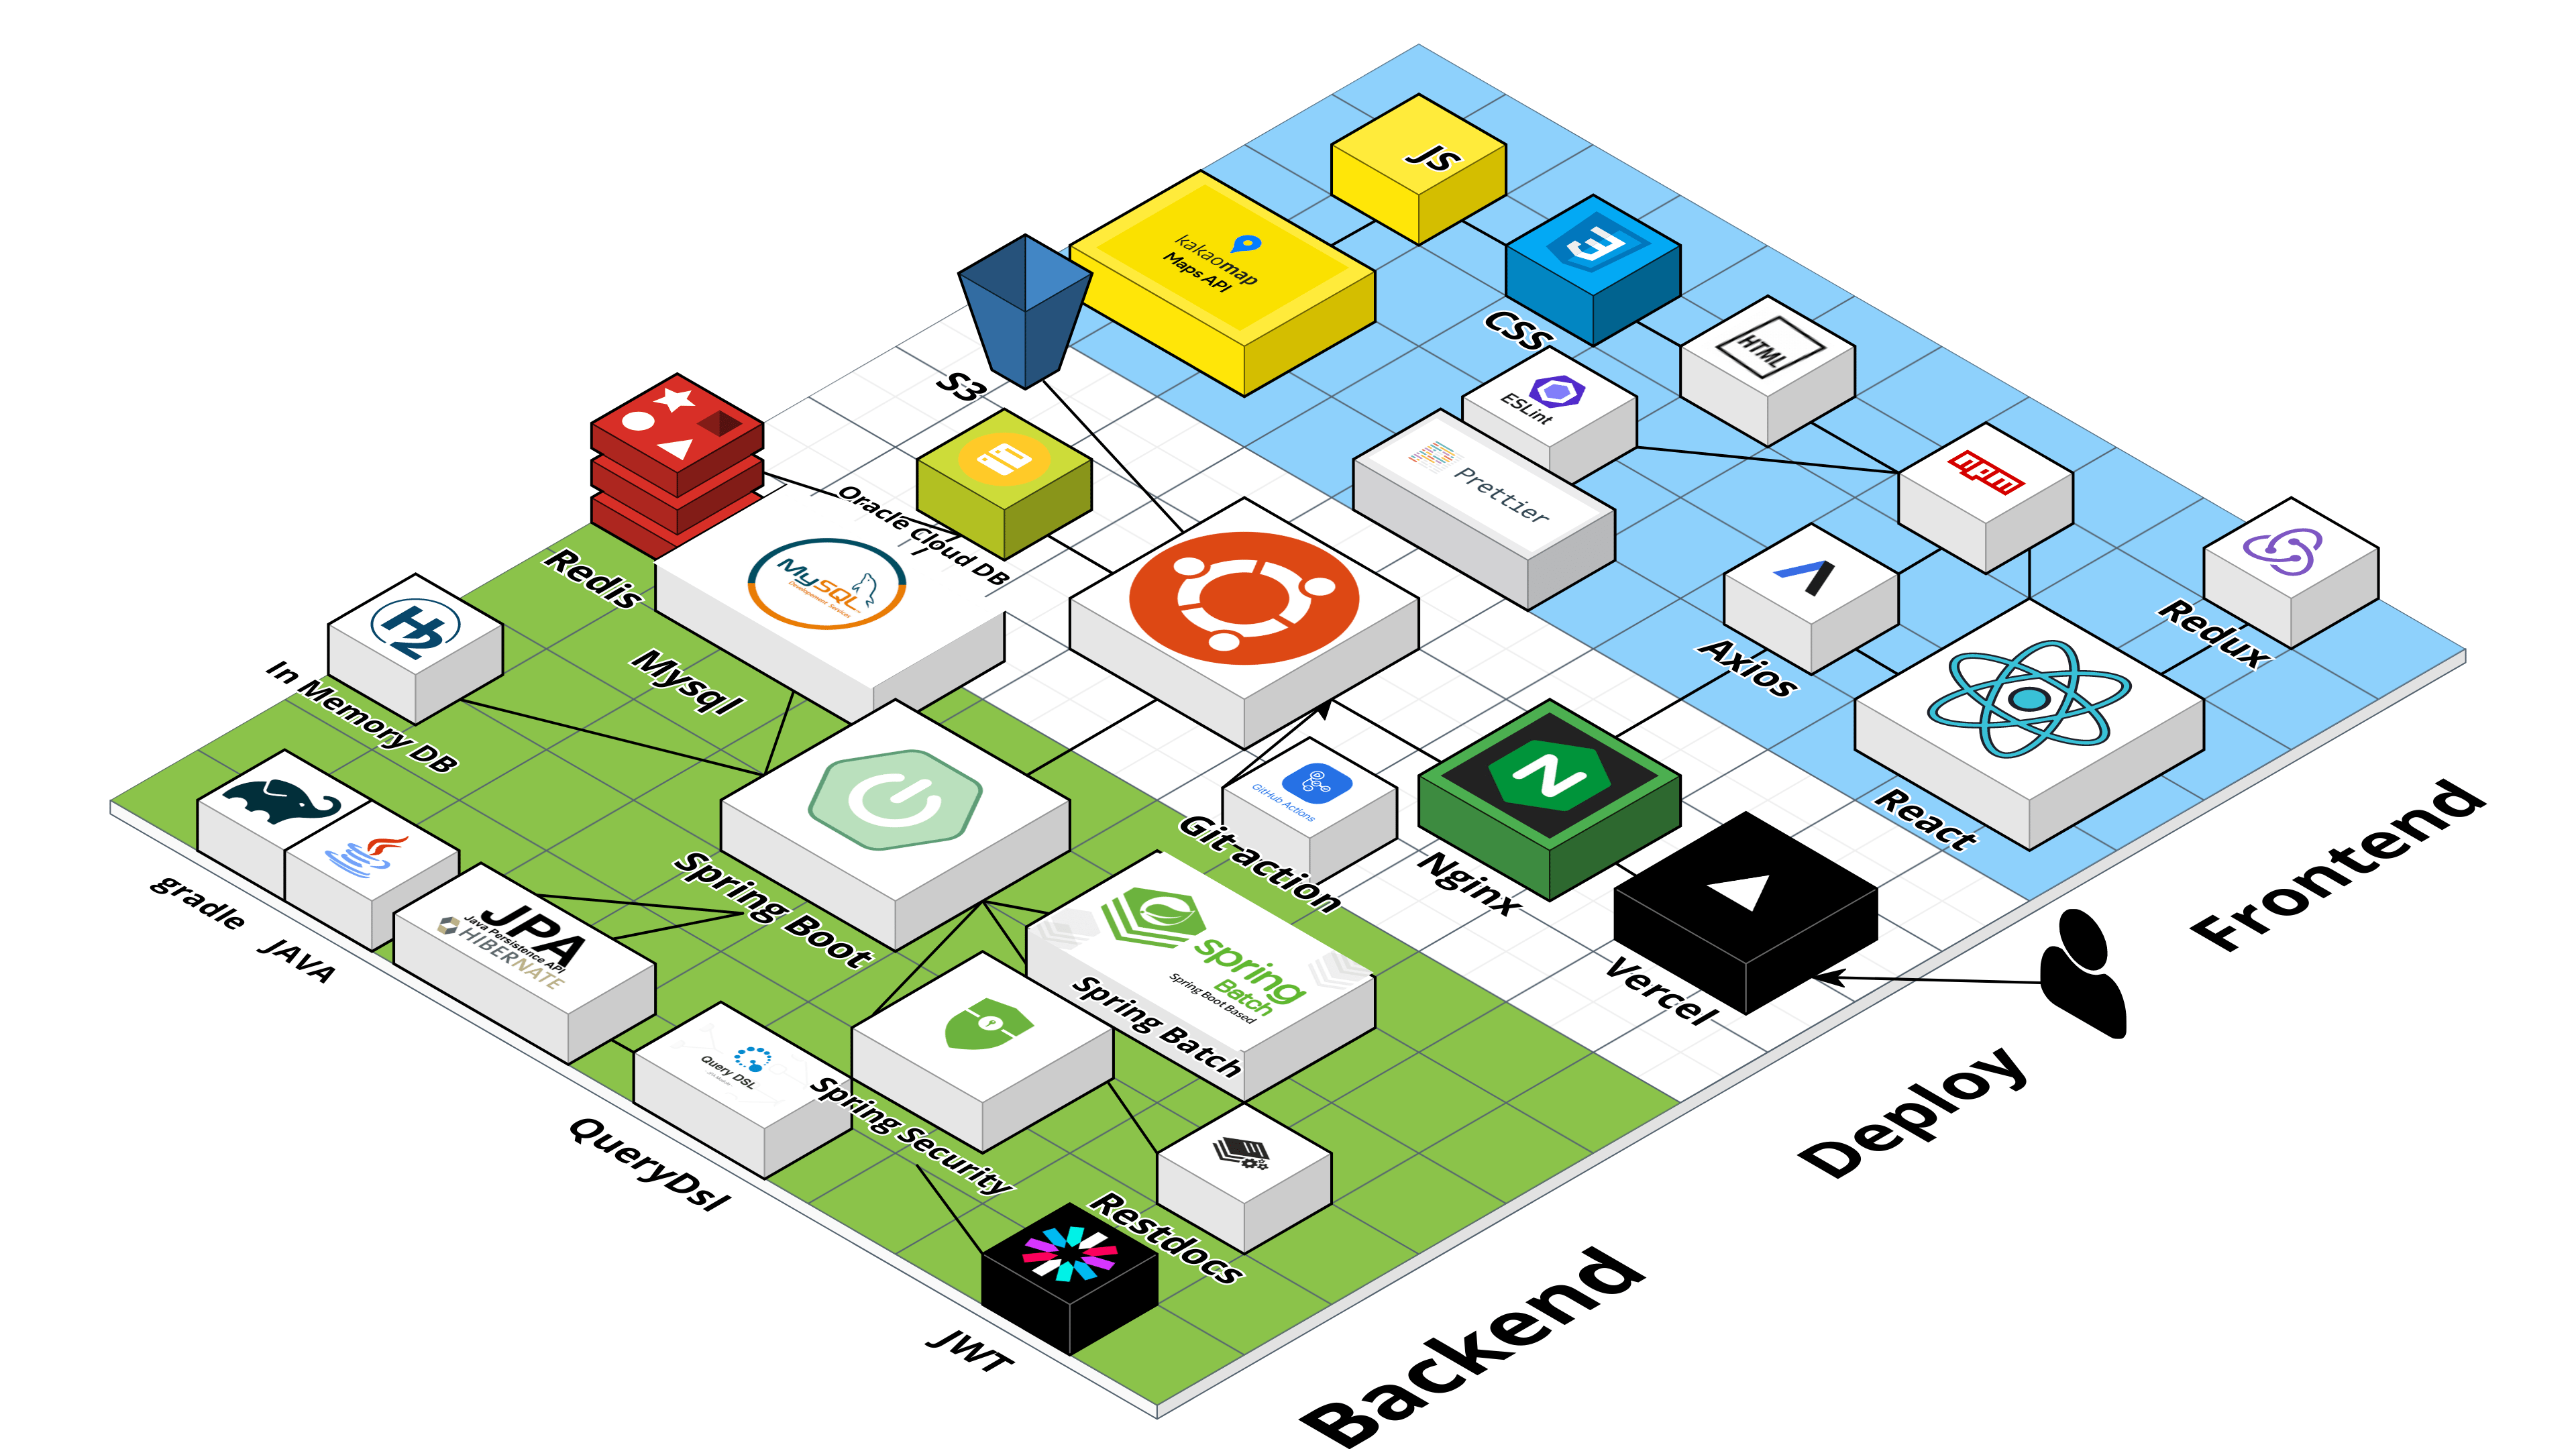 JS
kakaomap
Maps API
CSS
HTML
S3
ESLint
Prettier
npm
Redis
Oracle Cloud DB
MySQL
Mysql
H2
In Memory DB
Axios
Redux
React
GitHub Actions
Git-action
N
Nginx
Vercel
Spring Boot
gradle
JAVA
JPA
Java Persistence API
HIBERNATE
spring
Batch
Spring Boot Based
Spring Batch
Query DSL
QueryDsl
Spring Security
Restdocs
JWT
Frontend
Deploy
Backend